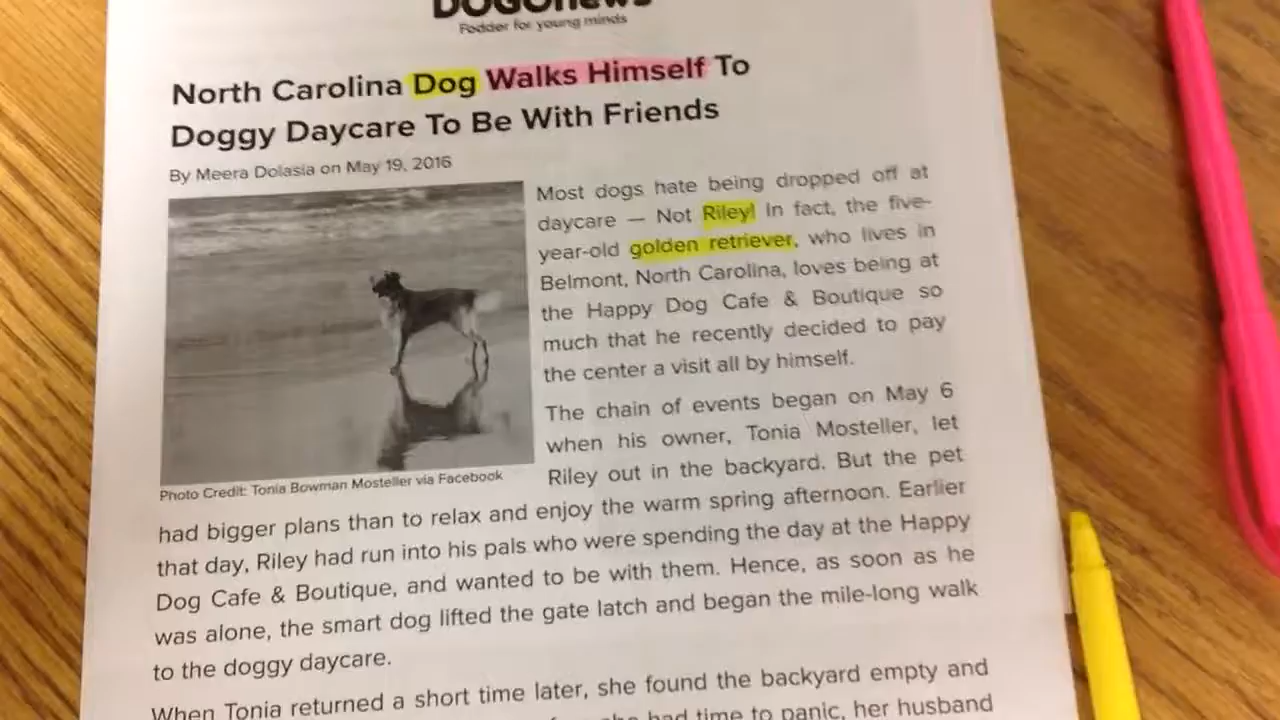 DOGOnews
Fodder for young minds
North Carolina Dog Walks Himself To
Doggy Daycare To Be With Friends
By Meera Dolasia on May 19, 2016
Most dogs hate being dropped off at
daycare — Not Riley! In fact, the five-
year-old golden retriever, who lives in
Belmont, North Carolina, loves being at
the Happy Dog Cafe & Boutique so
much that he recently decided to pay
the center a visit all by himself.
The chain of events began on May 6
when his owner, Tonia Mosteller, let
Riley out in the backyard. But the pet
Photo Credit: Tonia Bowman Mosteller via Facebook
had bigger plans than to relax and enjoy the warm spring afternoon. Earlier
that day, Riley had run into his pals who were spending the day at the Happy
Dog Cafe & Boutique, and wanted to be with them. Hence, as soon as he
was alone, the smart dog lifted the gate latch and began the mile-long walk
to the doggy daycare.
When Tonia returned a short time later, she found the backyard empty and
she had time to panic, her husband